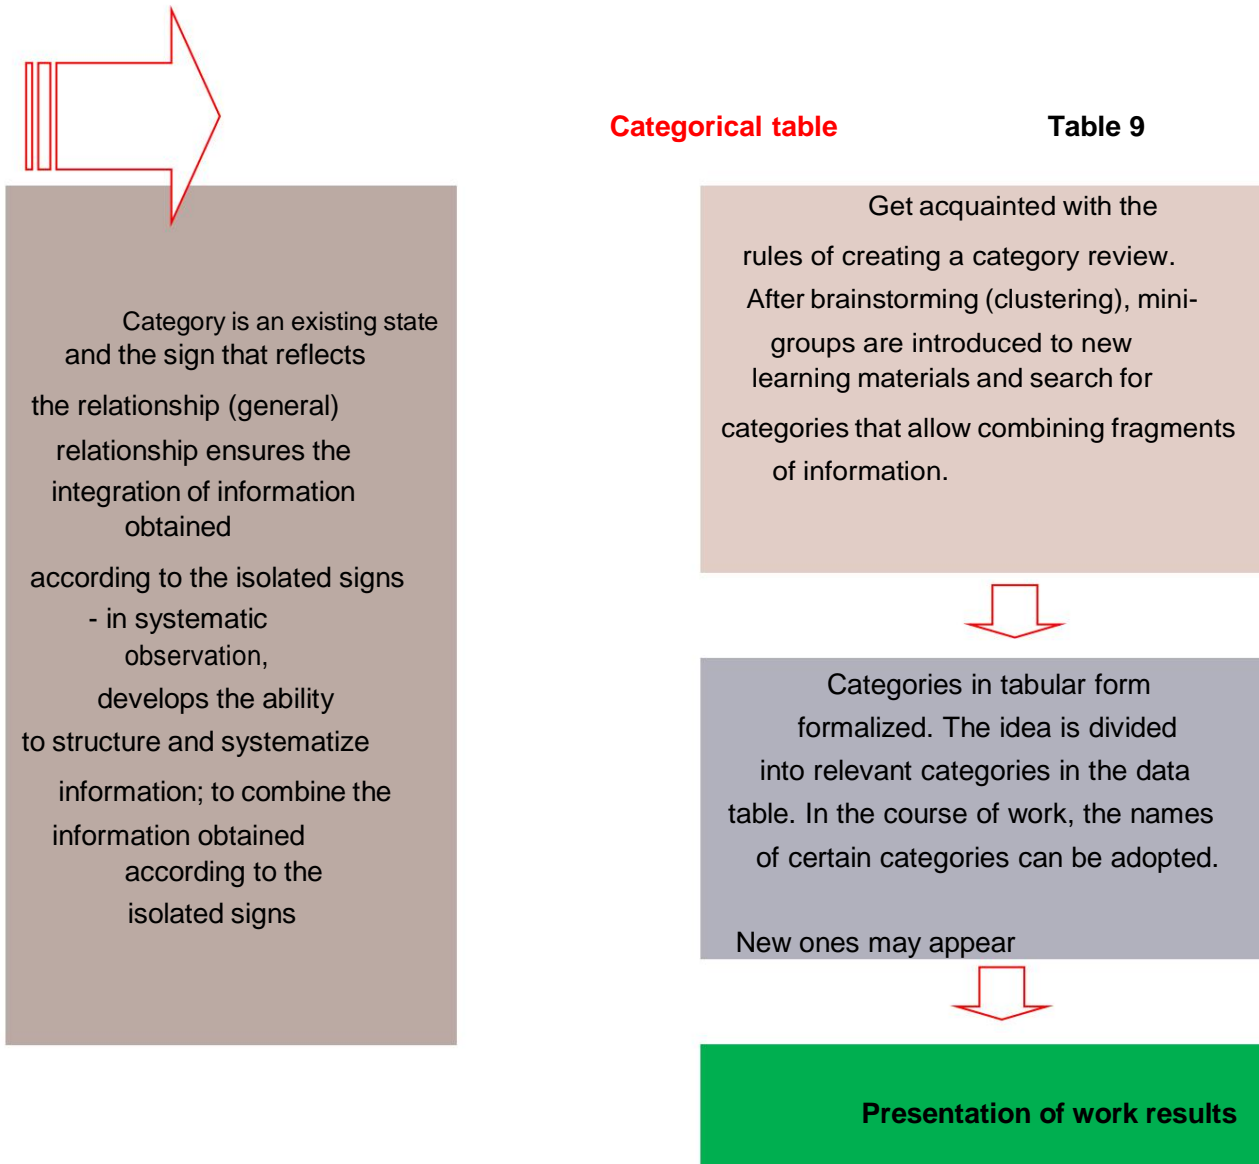 Categorical table Table 9
Category is an existing state
and the sign that reflects
the relationship (general)
relationship ensures the
integration of information
obtained
according to the isolated signs
- in systematic
observation,
develops the ability
to structure and systematize
information; to combine the
information obtained
according to the
isolated signs
Get acquainted with the
rules of creating a category review.
After brainstorming (clustering), mini-
groups are introduced to new
learning materials and search for
categories that allow combining fragments
of information.
Categories in tabular form
formalized. The idea is divided
into relevant categories in the data
table. In the course of work, the names
of certain categories can be adopted.
New ones may appear
Presentation of work results